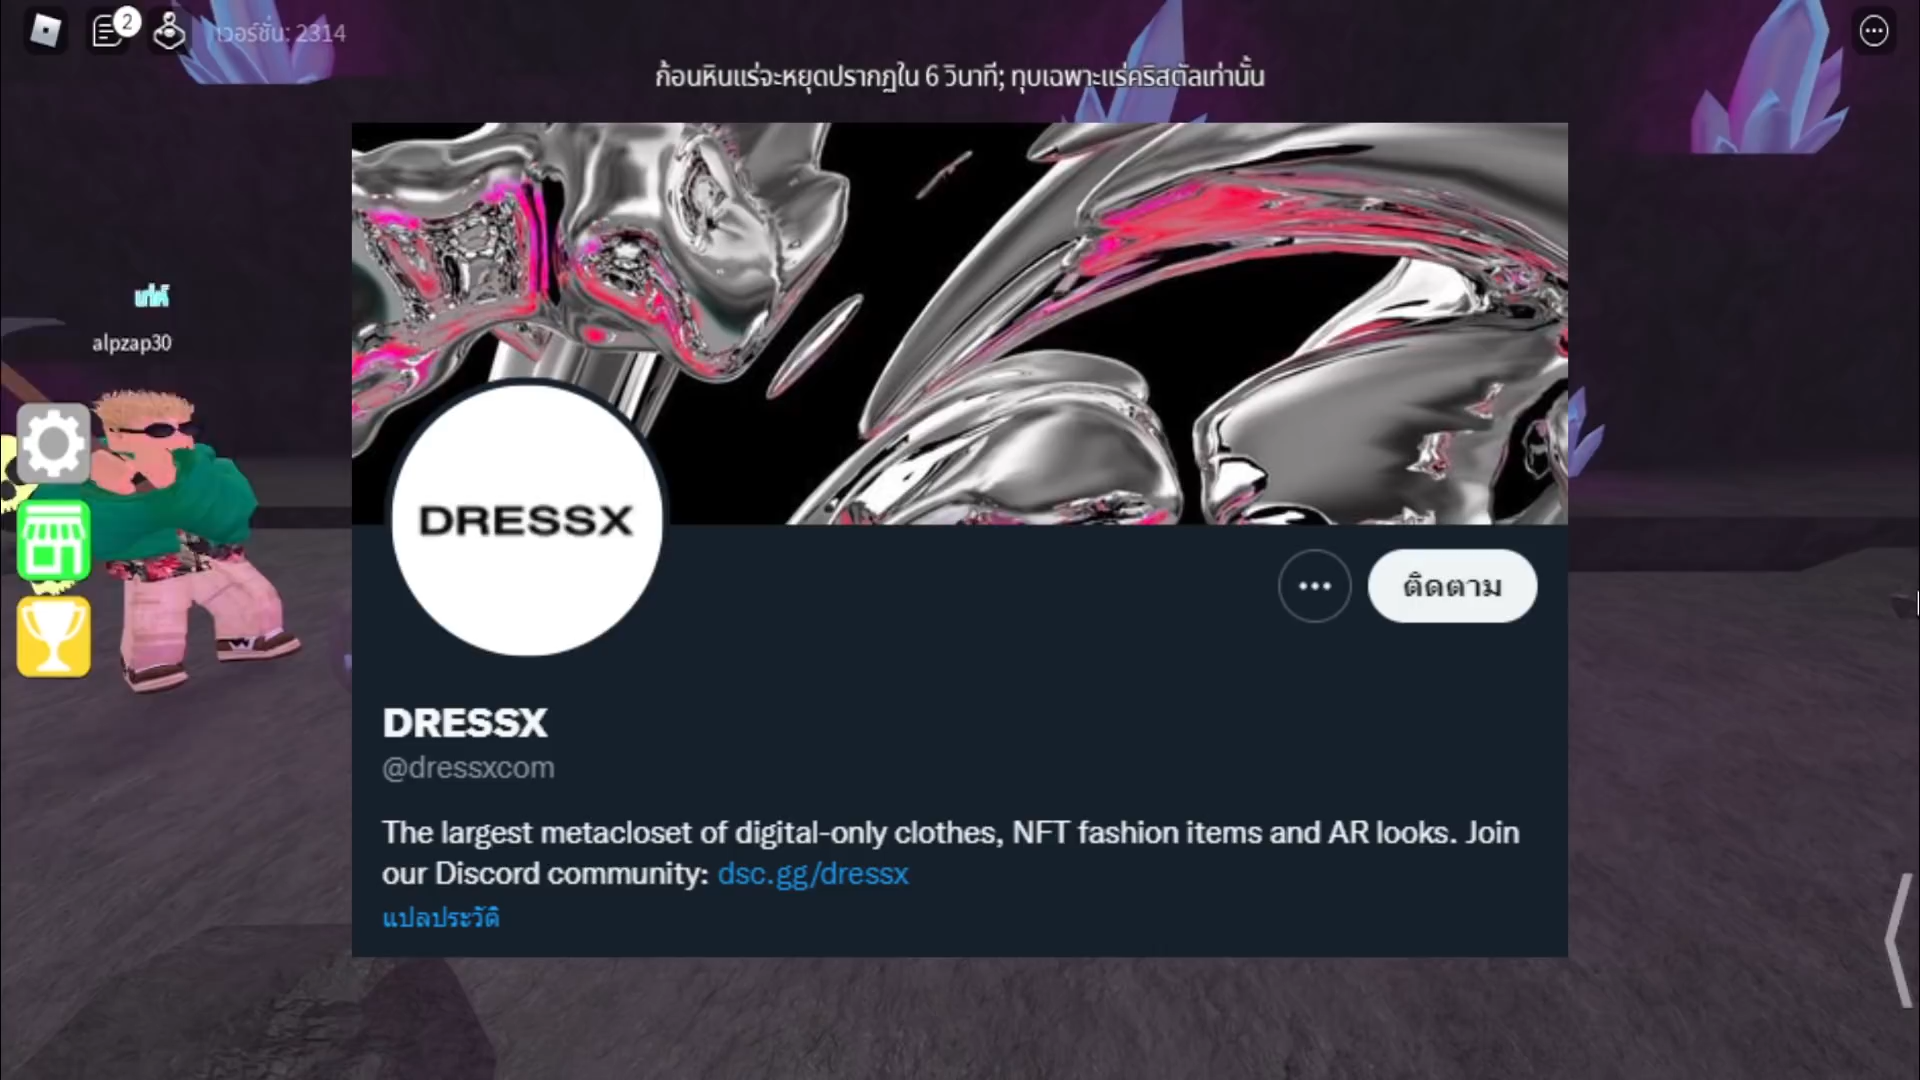 2
เวอร์ชั่น: 2314
ก้อนหินแร่จะหยุดปรากฏใน 6 วินาที; ทุบเฉพาะแร่คริสตัลเท่านั้น
alpzap30
DRESSX
ติดตาม
DRESSX
@dressxcom
The largest metacloset of digital-only clothes, NFT fashion items and AR looks. Join
our Discord community: dsc.gg/dressx
แปลประวัติ